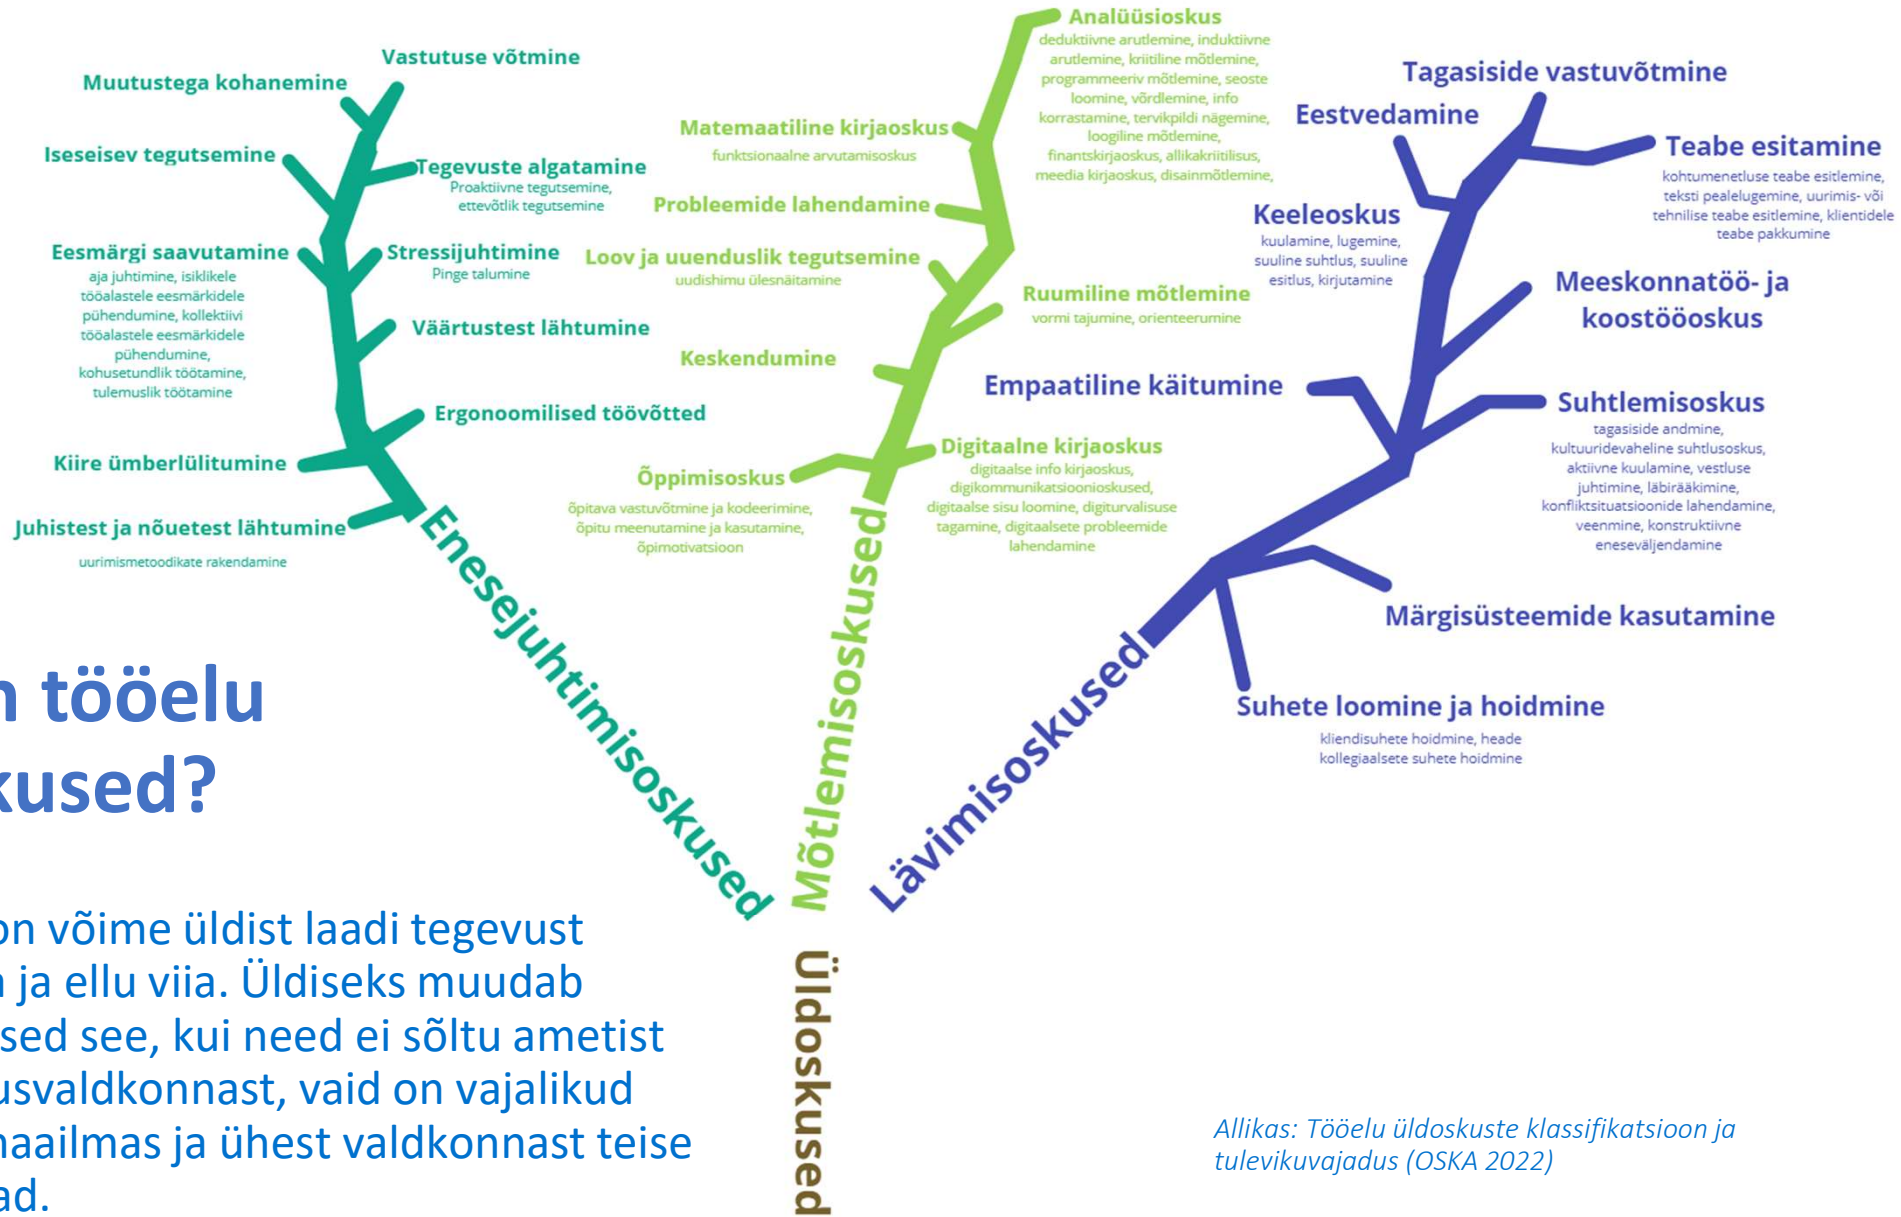 Vastutuse võtmine
Muutustega kohanemine
Iseseisev tegutsemine
Tegevuste algatamine
Proaktiivne tegutsemine,
ettevõtlik tegutsemine
Eesmärgi saavutamine
aja juhtimine, isiklikele
tööalastele eesmärkidele
pühendumine, kollektiivi
tööalastele eesmärkidele
pühendumine,
kohusetundlik töötamine,
tulemuslik töötamine
Stressijuhtimine
Pinge talumine
Väärtustest lähtumine
Ergonoomilised töövõtted
Kiire ümberlülitumine
Juhistest ja nõuetest lähtumine
uurimismetoodikate rakendamine
Enesejuhtimisoskused
Analüüsioskus
deduktiivne arutlemine, induktiivne
arutlemine, kriitiline mõtlemine,
programmeeriv mõtlemine, seoste
loomine, võrdlemine, info
korrastamine, tervikpildi nägemine,
loogiline mõtlemine,
finantskirjaoskus, allikakriitilisus,
meedia kirjaoskus, disainmõtlemine,
Matemaatiline kirjaoskus
funktsionaalne arvutamisoskus
Probleemide lahendamine
Loov ja uuenduslik tegutsemine
uudishimu ülesnäitamine
Ruumiline mõtlemine
vormi tajumine, orienteerumine
Keskendumine
Digitaalne kirjaoskus
digitaalse info kirjaoskus,
digikommunikatsioonioskused,
digitaalse sisu loomine, digiturvalisuse
tagamine, digitaalsete probleemide
lahendamine
Õppimisoskus
õpitava vastuvõtmine ja kodeerimine,
õpitu meenutamine ja kasutamine,
õpimotivatsioon
Mõtlemisoskused
Tagasiside vastuvõtmine
Eestvedamine
Teabe esitamine
kohtumenetluse teabe esitlemine,
teksti pealelugemine, uurimis- või
tehnilise teabe esitlemine, klientidele
teabe pakkumine
Keeleoskus
kuulamine, lugemine,
suuline suhtlus, suuline
esitlus, kirjutamine
Meeskonnatöö- ja
koostööoskus
Empaatiline käitumine
Suhtlemisoskus
tagasiside andmine,
kultuuridevaheline suhtlusoskus,
aktiivne kuulamine, vestluse
juhtimine, läbirääkimine,
konfliktsituatsioonide lahendamine,
veenmine, konstruktiivne
eneseväljendamine
Märgisüsteemide kasutamine
Suhete loomine ja hoidmine
kliendisuhete hoidmine, heade
kollegiaalsete suhete hoidmine
Lävimisoskused
Üldoskused
tööelu
kused?
on võime üldist laadi tegevust
ja ellu viia. Üldiseks muudab
sed see, kui need ei sõltu ametist
usvaldkonnast, vaid on vajalikud
maailmas ja ühest valdkonnast teise
ad.
Allikas: Tööelu üldoskuste klassifikatsioon ja
tulevikuvajadus (OSKA 2022)